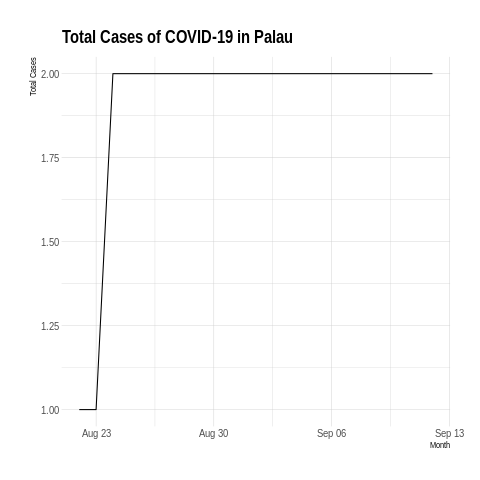 Total Cases of COVID-19 in Palau
Total Cases
2.00
1.75
1.50
1.25
1.00
Aug 23 Aug 30 Sep 06 Sep 13
Month